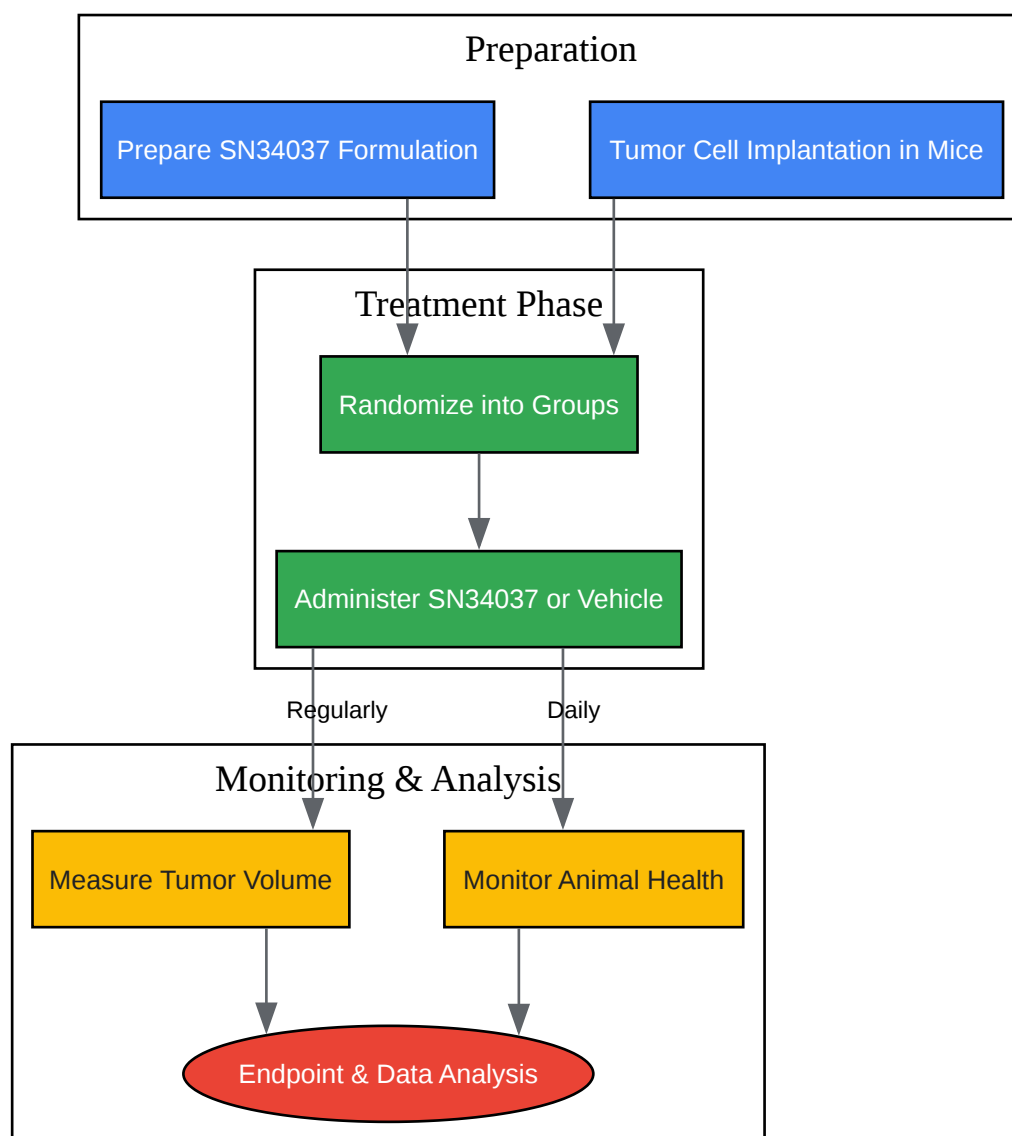 Preparation
Prepare SN34037 Formulation
Tumor Cell Implantation in Mice
Treatment Phase
Randomize into Groups
Administer SN34037 or Vehicle
Regularly
Daily
Monitoring & Analysis
Measure Tumor Volume
Monitor Animal Health
Endpoint & Data Analysis